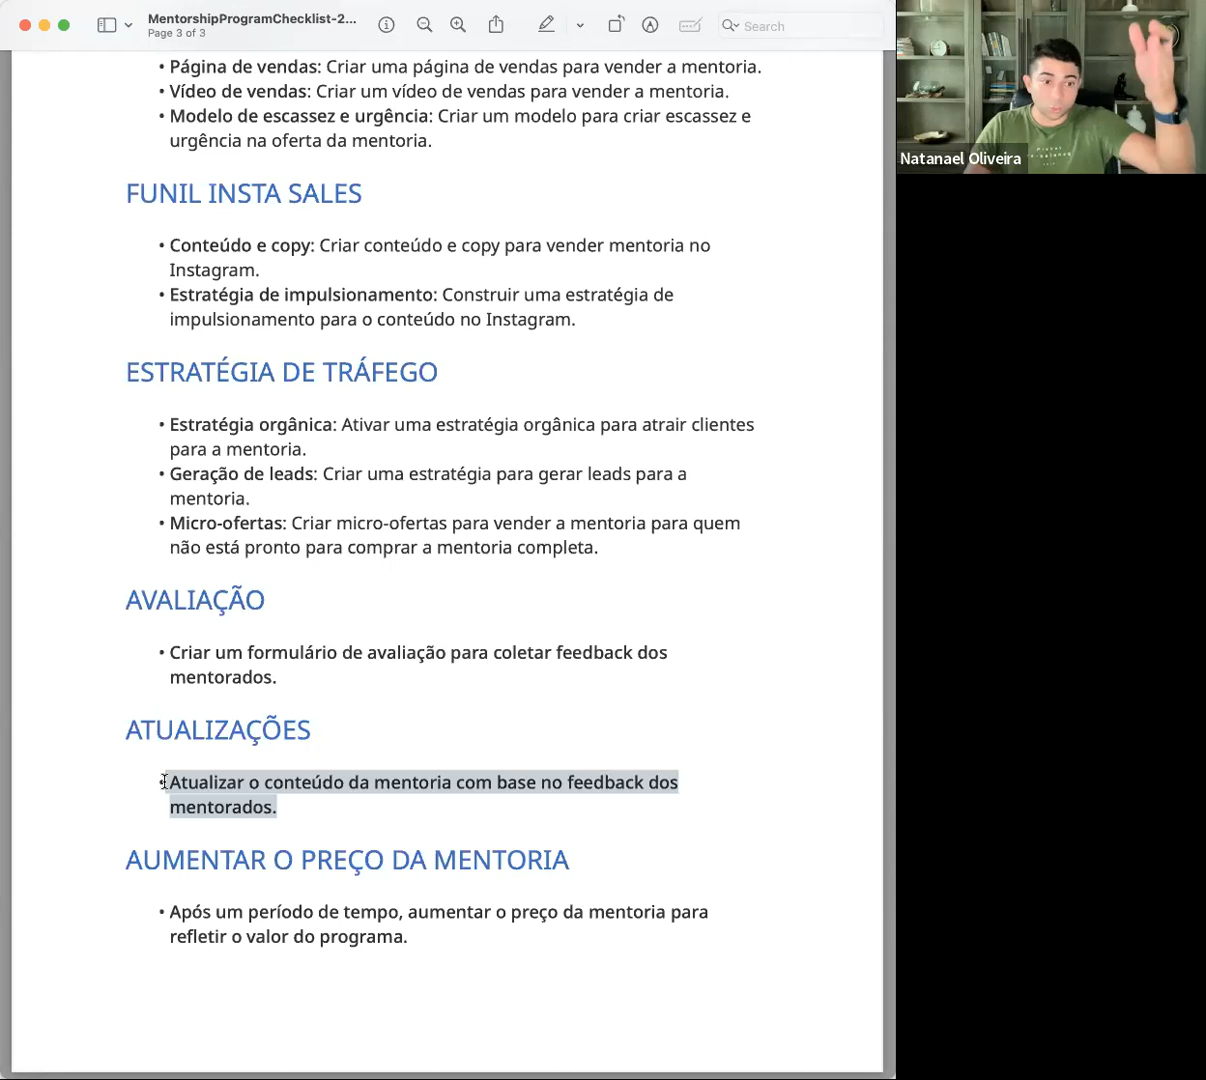 MentorshipProgramChecklist-2...
Page 3 of 3
Search
• Página de vendas: Criar uma página de vendas para vender a mentoria.
• Vídeo de vendas: Criar um vídeo de vendas para vender a mentoria.
• Modelo de escassez e urgência: Criar um modelo para criar escassez e
urgência na oferta da mentoria.
FUNIL INSTA SALES
• Conteúdo e copy: Criar conteúdo e copy para vender mentoria no
Instagram.
• Estratégia de impulsionamento: Construir uma estratégia de
impulsionamento para o conteúdo no Instagram.
ESTRATÉGIA DE TRÁFEGO
• Estratégia orgânica: Ativar uma estratégia orgânica para atrair clientes
para a mentoria.
• Geração de leads: Criar uma estratégia para gerar leads para a
mentoria.
• Micro-ofertas: Criar micro-ofertas para vender a mentoria para quem
não está pronto para comprar a mentoria completa.
AVALIAÇÃO
• Criar um formulário de avaliação para coletar feedback dos
mentorados.
ATUALIZAÇÕES
• Atualizar o conteúdo da mentoria com base no feedback dos
mentorados.
AUMENTAR O PREÇO DA MENTORIA
• Após um período de tempo, aumentar o preço da mentoria para
refletir o valor do programa.
Natanael Oliveira